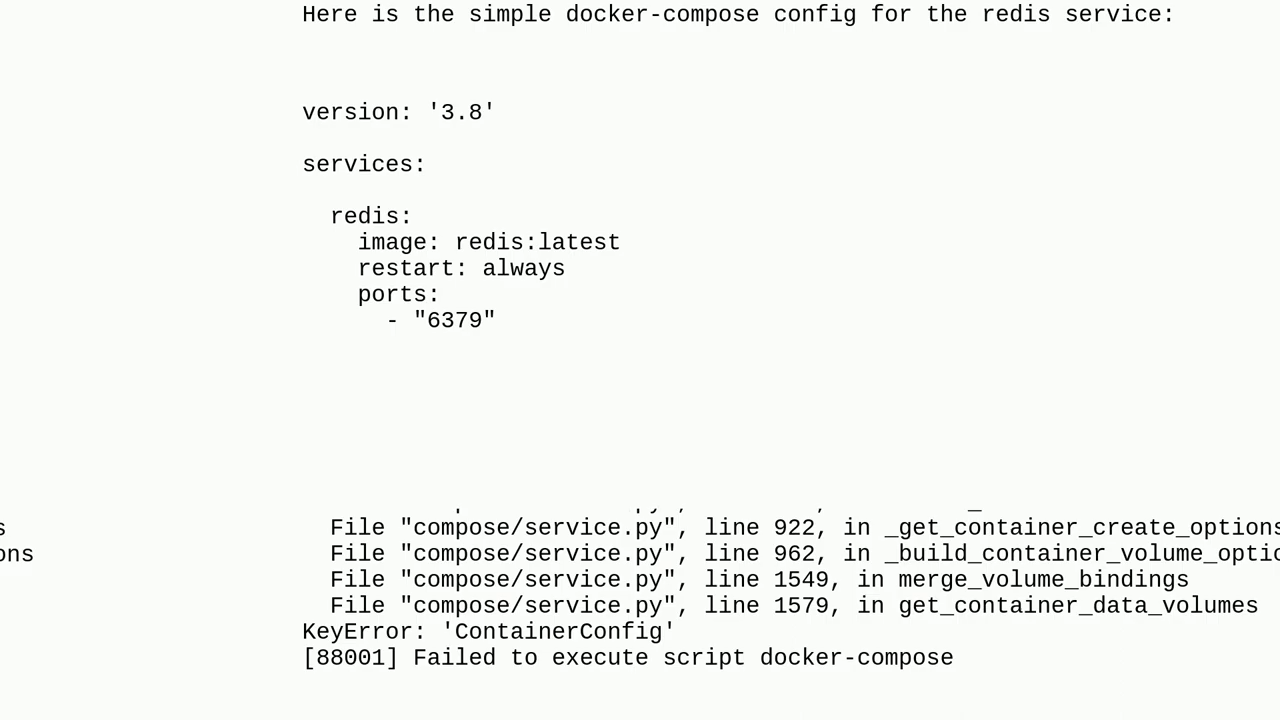 Here is the simple docker-compose config for the redis service:
version: '3.8'
services:
  redis:
    image: redis:latest
    restart: always
    ports:
      - "6379"
s
  File "compose/service.py", line 922, in _get_container_create_options
ons
  File "compose/service.py", line 962, in _build_container_volume_optio
  File "compose/service.py", line 1549, in merge_volume_bindings
  File "compose/service.py", line 1579, in get_container_data_volumes
KeyError: 'ContainerConfig'
[88001] Failed to execute script docker-compose